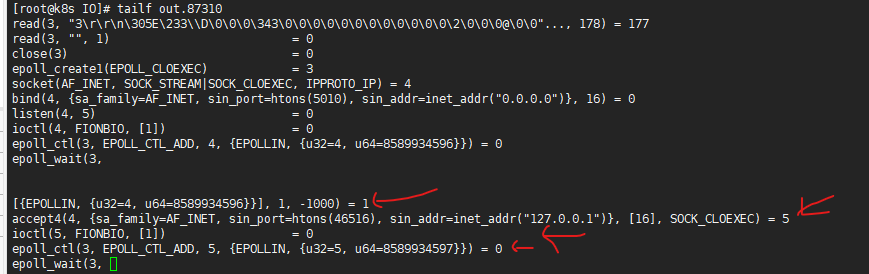 [root@k8s IO]# tailf out.87310
read(3, "3\r\r\n\305E\233\\D\0\0\0\343\0\0\0\0\0\0\0\0\0\0\0\0\2\0\0\0@\0\0"..., 178) = 177
read(3, "", 1) = 0
close(3) = 0
epoll_create1(EPOLL_CLOEXEC) = 3
socket(AF_INET, SOCK_STREAM|SOCK_CLOEXEC, IPPROTO_IP) = 4
bind(4, {sa_family=AF_INET, sin_port=htons(5010), sin_addr=inet_addr("0.0.0.0")}, 16) = 0
listen(4, 5) = 0
ioctl(4, FIONBIO, [1]) = 0
epoll_ctl(3, EPOLL_CTL_ADD, 4, {EPOLLIN, {u32=4, u64=8589934596}}) = 0
epoll_wait(3,
[{EPOLLIN, {u32=4, u64=8589934596}}], 1, -1000) = 1
accept4(4, {sa_family=AF_INET, sin_port=htons(46516), sin_addr=inet_addr("127.0.0.1")}, [16], SOCK_CLOEXEC) = 5
ioctl(5, FIONBIO, [1]) = 0
epoll_ctl(3, EPOLL_CTL_ADD, 5, {EPOLLIN, {u32=5, u64=8589934597}}) = 0
epoll_wait(3,